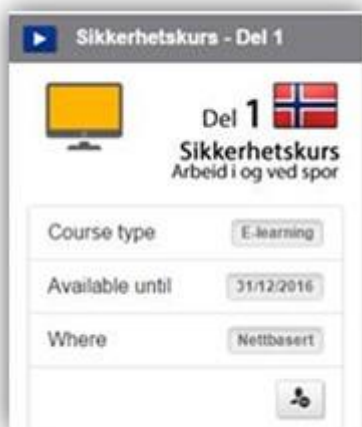 Sikkerhetskurs - Del 1
Del 1
Sikkerhetskurs
Arbeid i og ved spor
Course type E-learning
Available until 31/12/2016
Where Nettbasert